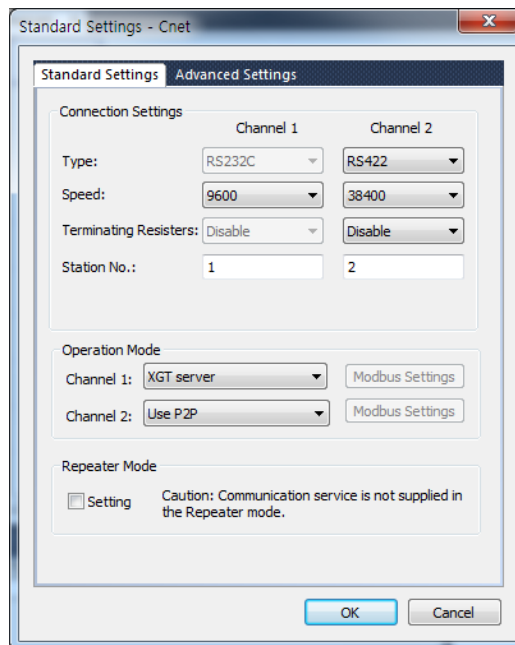 Standard Settings - Cnet
Standard Settings Advanced Settings
Connection Settings
Channel 1 Channel 2
Type: RS232C RS422
Speed: 9600 38400
Terminating Resisters: Disable Disable
Station No.: 1 2
Operation Mode
Channel 1: XGT server Modbus Settings
Channel 2: Use P2P Modbus Settings
Repeater Mode
Setting Caution: Communication service is not supplied in
the Repeater mode.
OK Cancel